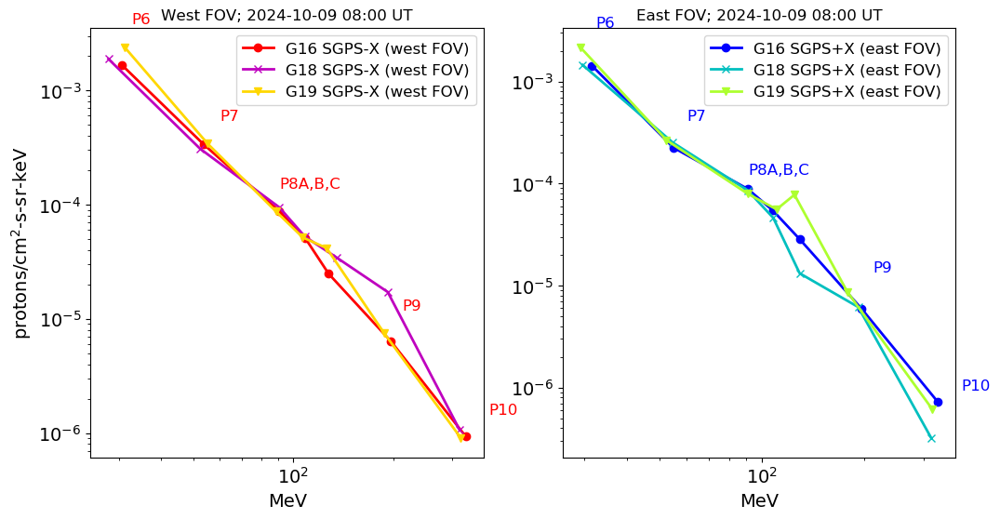 West FOV; 2024-10-09 08:00 UT
P6
G16 SGPS-X (west FOV)
G18 SGPS-X (west FOV)
G19 SGPS-X (west FOV)
P7
P8A,B,C
P9
P10
10⁻³
10⁻⁴
10⁻⁵
10⁻⁶
protons/cm²-s-sr-keV
10²
MeV
East FOV; 2024-10-09 08:00 UT
P6
G16 SGPS+X (east FOV)
G18 SGPS+X (east FOV)
G19 SGPS+X (east FOV)
P7
P8A,B,C
P9
P10
10⁻³
10⁻⁴
10⁻⁵
10⁻⁶
10²
MeV